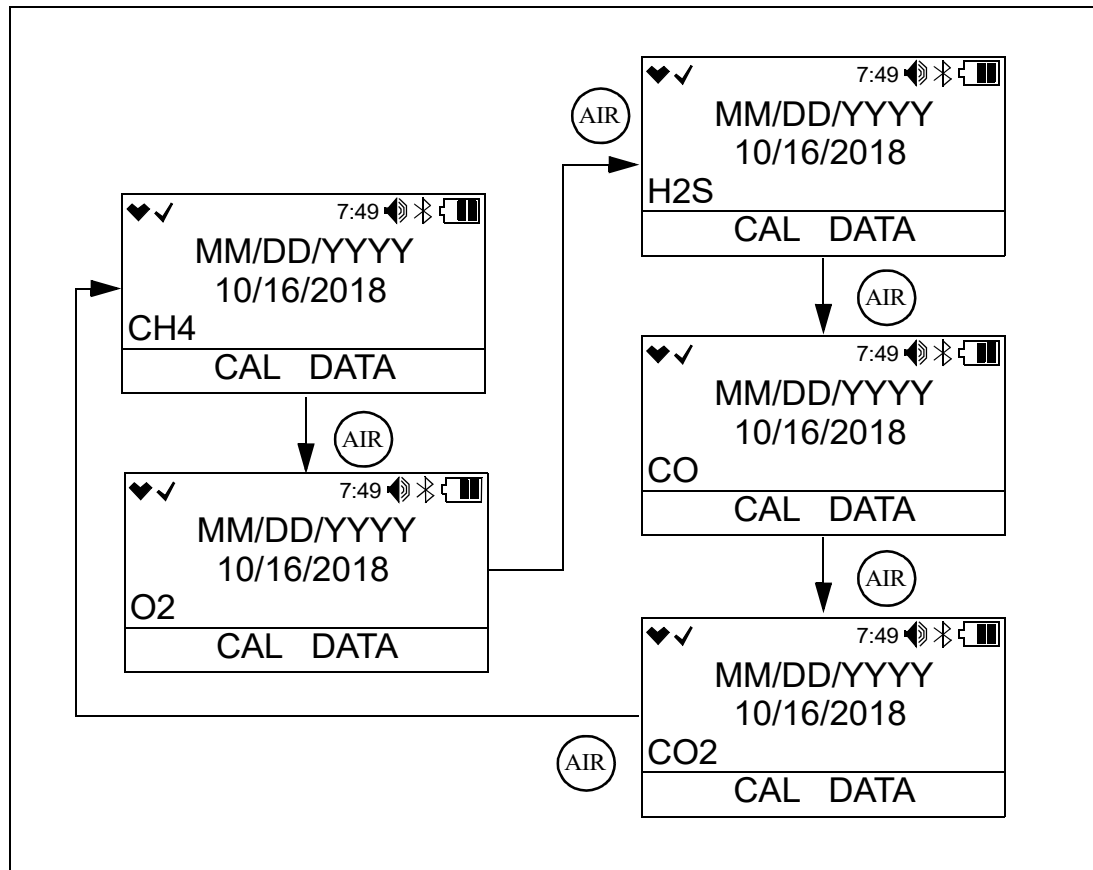 7:49
MM/DD/YYYY
10/16/2018
CH4
CAL DATA
AIR
7:49
MM/DD/YYYY
10/16/2018
O2
CAL DATA
AIR
7:49
MM/DD/YYYY
10/16/2018
H2S
CAL DATA
AIR
7:49
MM/DD/YYYY
10/16/2018
CO
CAL DATA
AIR
7:49
MM/DD/YYYY
10/16/2018
CO2
CAL DATA
AIR